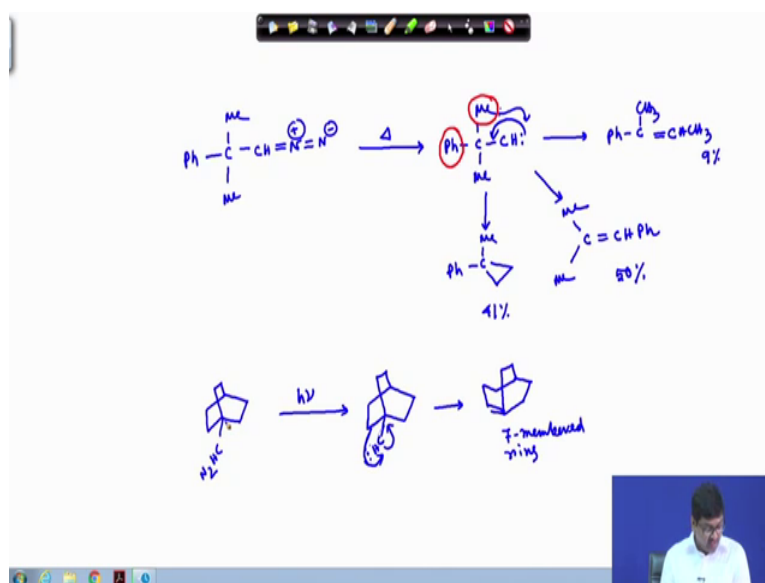 Me
Ph — C — CH = N⊕ = N⊖
Me
Δ
Me
Ph — C — CH:
Me
CH3
Ph — C = CHCH3
9%
Me
Ph — C
41%
Me
C = CHPh
Me
50%
N2HC
hν
:HC
7-membered
ring